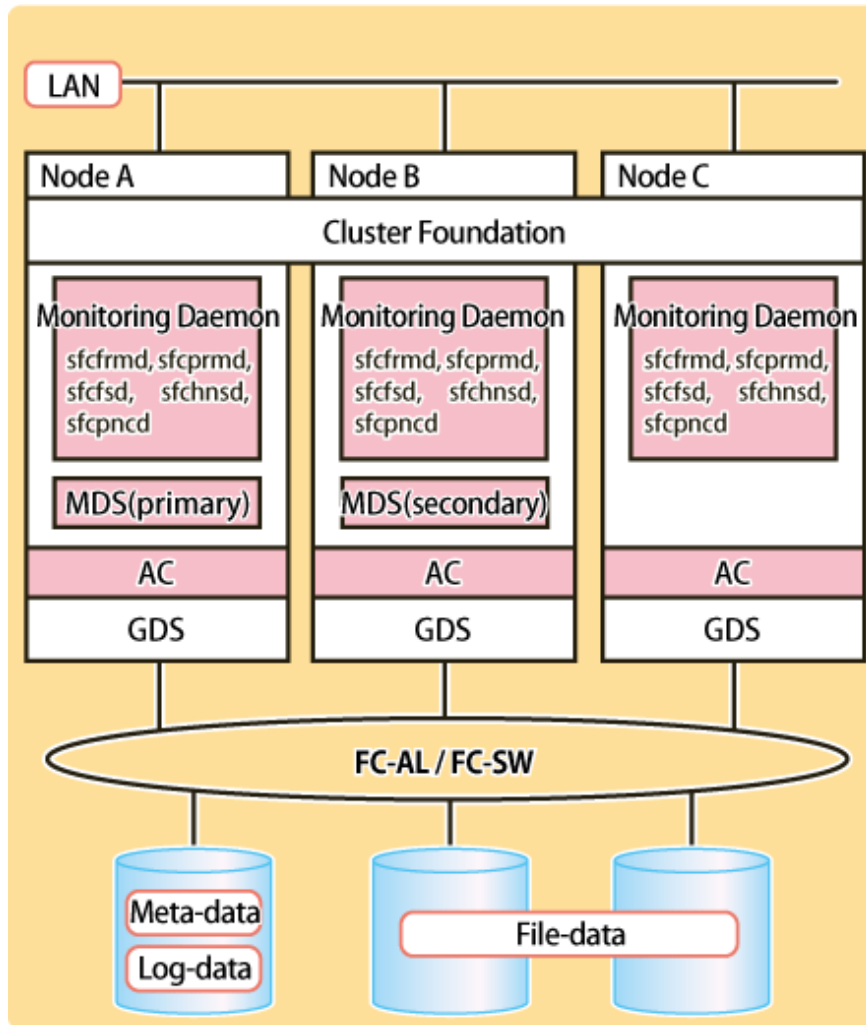 LAN
Node A
Node B
Node C
Cluster Foundation
Monitoring Daemon
sfcfrmd, sfcprmd,
sfcfsd, sfchnsd,
sfcpncd
Monitoring Daemon
sfcfrmd, sfcprmd,
sfcfsd, sfchnsd,
sfcpncd
Monitoring Daemon
sfcfrmd, sfcprmd,
sfcfsd, sfchnsd,
sfcpncd
MDS(primary)
MDS(secondary)
AC
AC
AC
GDS
GDS
GDS
FC-AL / FC-SW
Meta-data
Log-data
File-data